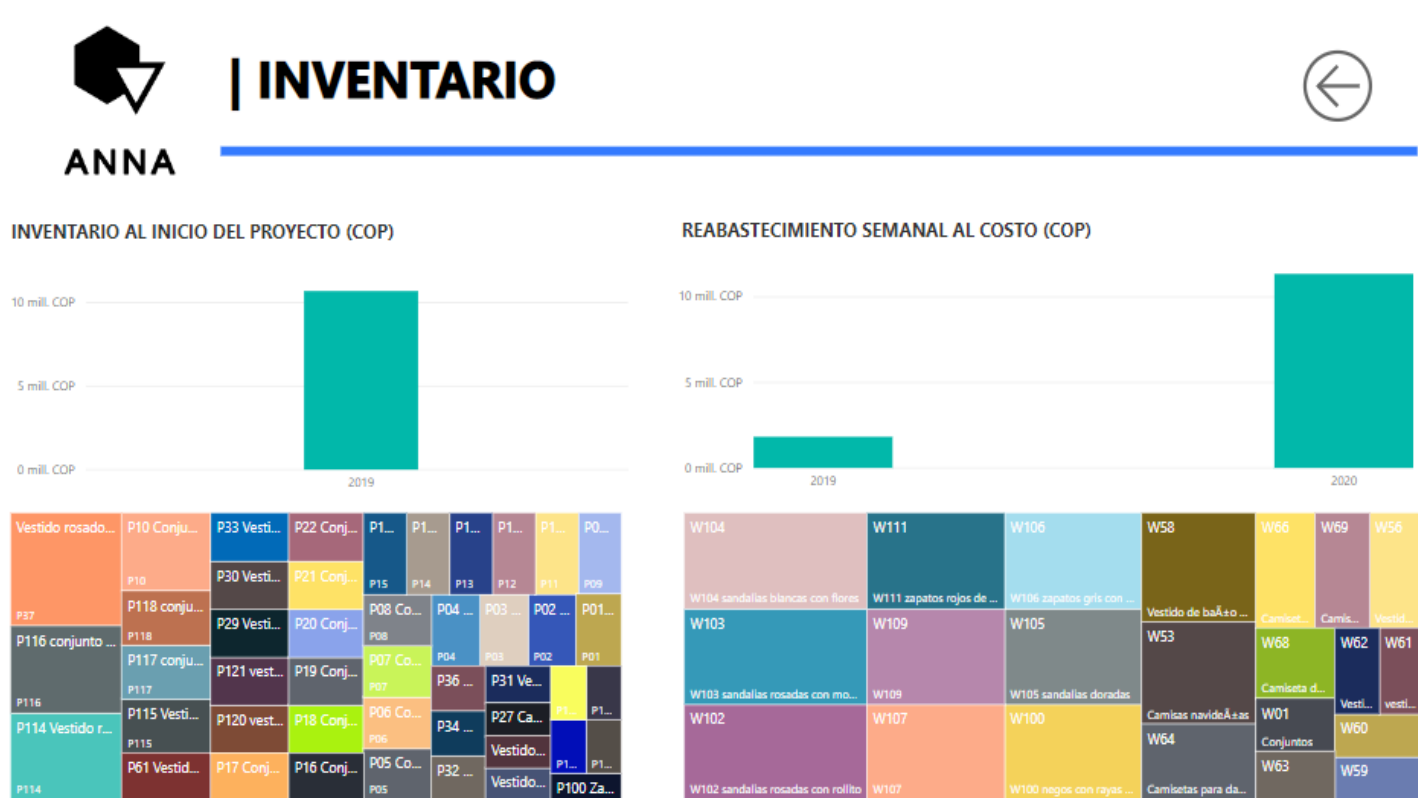 | INVENTARIO
ANNA
INVENTARIO AL INICIO DEL PROYECTO (COP)
10 mill. COP
5 mill. COP
0 mill. COP
2019
REABASTECIMIENTO SEMANAL AL COSTO (COP)
10 mill. COP
5 mill. COP
0 mill. COP
2019
2020
Vestido rosado...
P37
P116 conjunto ...
P116
P114 Vestido r...
P114
P10 Conju...
P10
P118 conju...
P118
P117 conju...
P117
P115 Vesti...
P115
P61 Vestid...
P33 Vesti...
P30 Vesti...
P29 Vesti...
P121 vest...
P120 vest...
P17 Conj...
P22 Conj...
P21 Conj...
P20 Conj...
P19 Conj...
P18 Conj...
P16 Conj...
P1...
P15
P1...
P14
P1...
P13
P1...
P12
P1...
P11
P0...
P09
P08 Co...
P08
P07 Co...
P07
P06 Co...
P06
P05 Co...
P05
P04 ...
P04
P03 ...
P03
P02 ...
P02
P01...
P01
P36 ...
P34 ...
P32 ...
P31 Ve...
P27 Ca...
Vestido...
Vestido...
P1...
P1...
P1...
P1...
P100 Za...
W104
W104 sandalias blancas con flores
W103
W103 sandalias rosadas con mo...
W102
W102 sandalias rosadas con rollito
W111
W111 zapatos rojos de ...
W109
W109
W107
W107
W106
W106 zapatos gris con ...
W105
W105 sandalias doradas
W100
W100 negos con rayas ...
W58
Vestido de baÃ±o ...
W53
Camisas navideÃ±as
W64
Camisetas para da...
W66
Camiset...
W69
Camis...
W56
Vestid...
W68
Camiseta d...
W62
Vesti...
W61
vesti...
W01
Conjuntos
W60
W63
W59